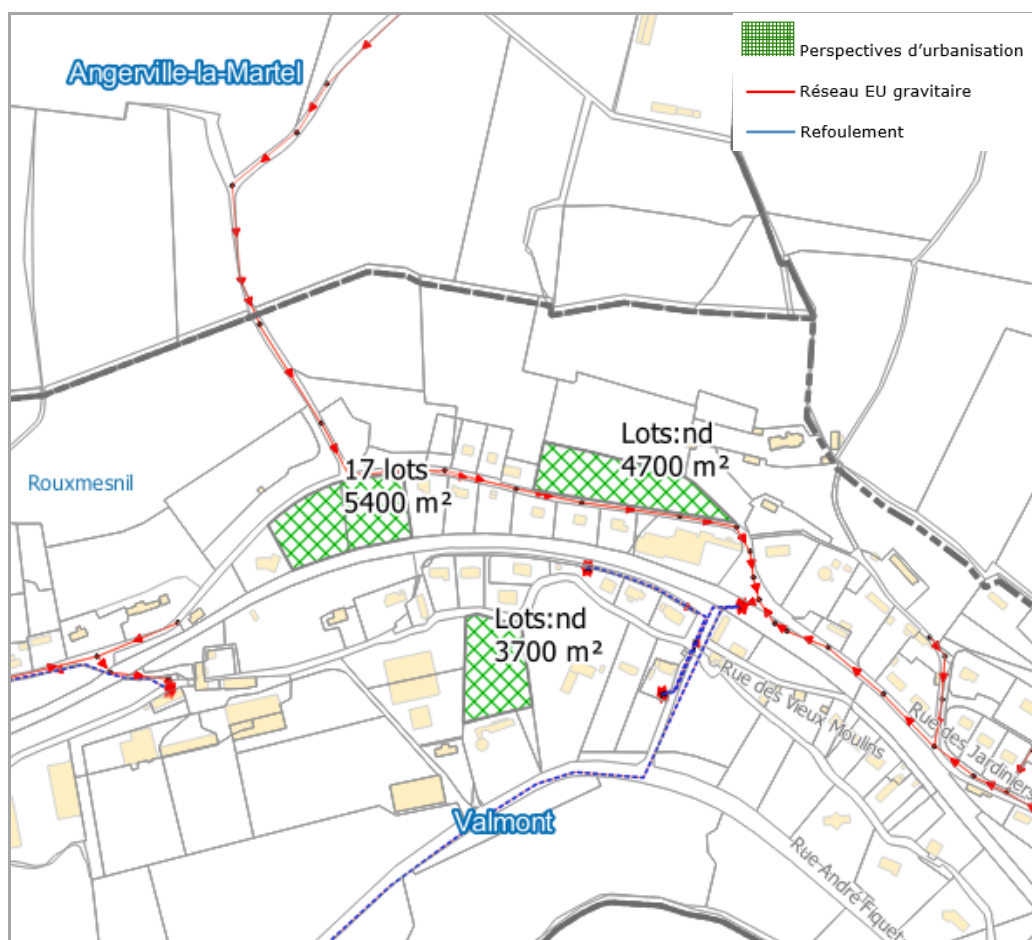 Perspectives d’urbanisation
Angerville-la-Martel
Réseau EU gravitaire
Refoulement
Lots:nd
4700 m²
17 lots
5400 m²
Rouxmesnil
Lots:nd
3700 m²
Rue des Vieux Moulins
Rue des Jardiniers
Valmont
Rue André Fiquet